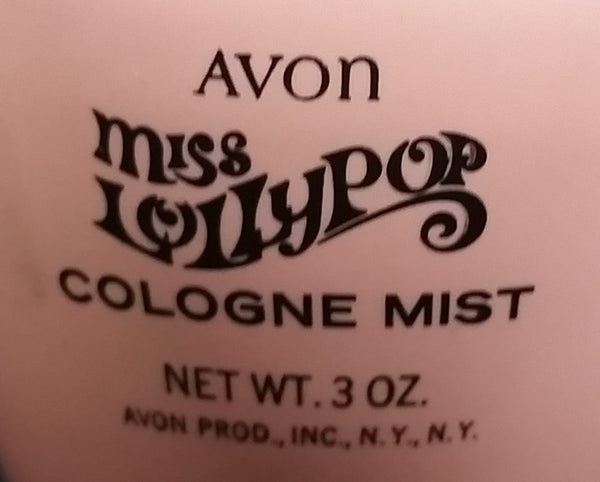 AVON
MISS
LOLLYPOP
COLOGNE MIST
NET WT. 3 OZ.
AVON PROD., INC., N.Y., N.Y.